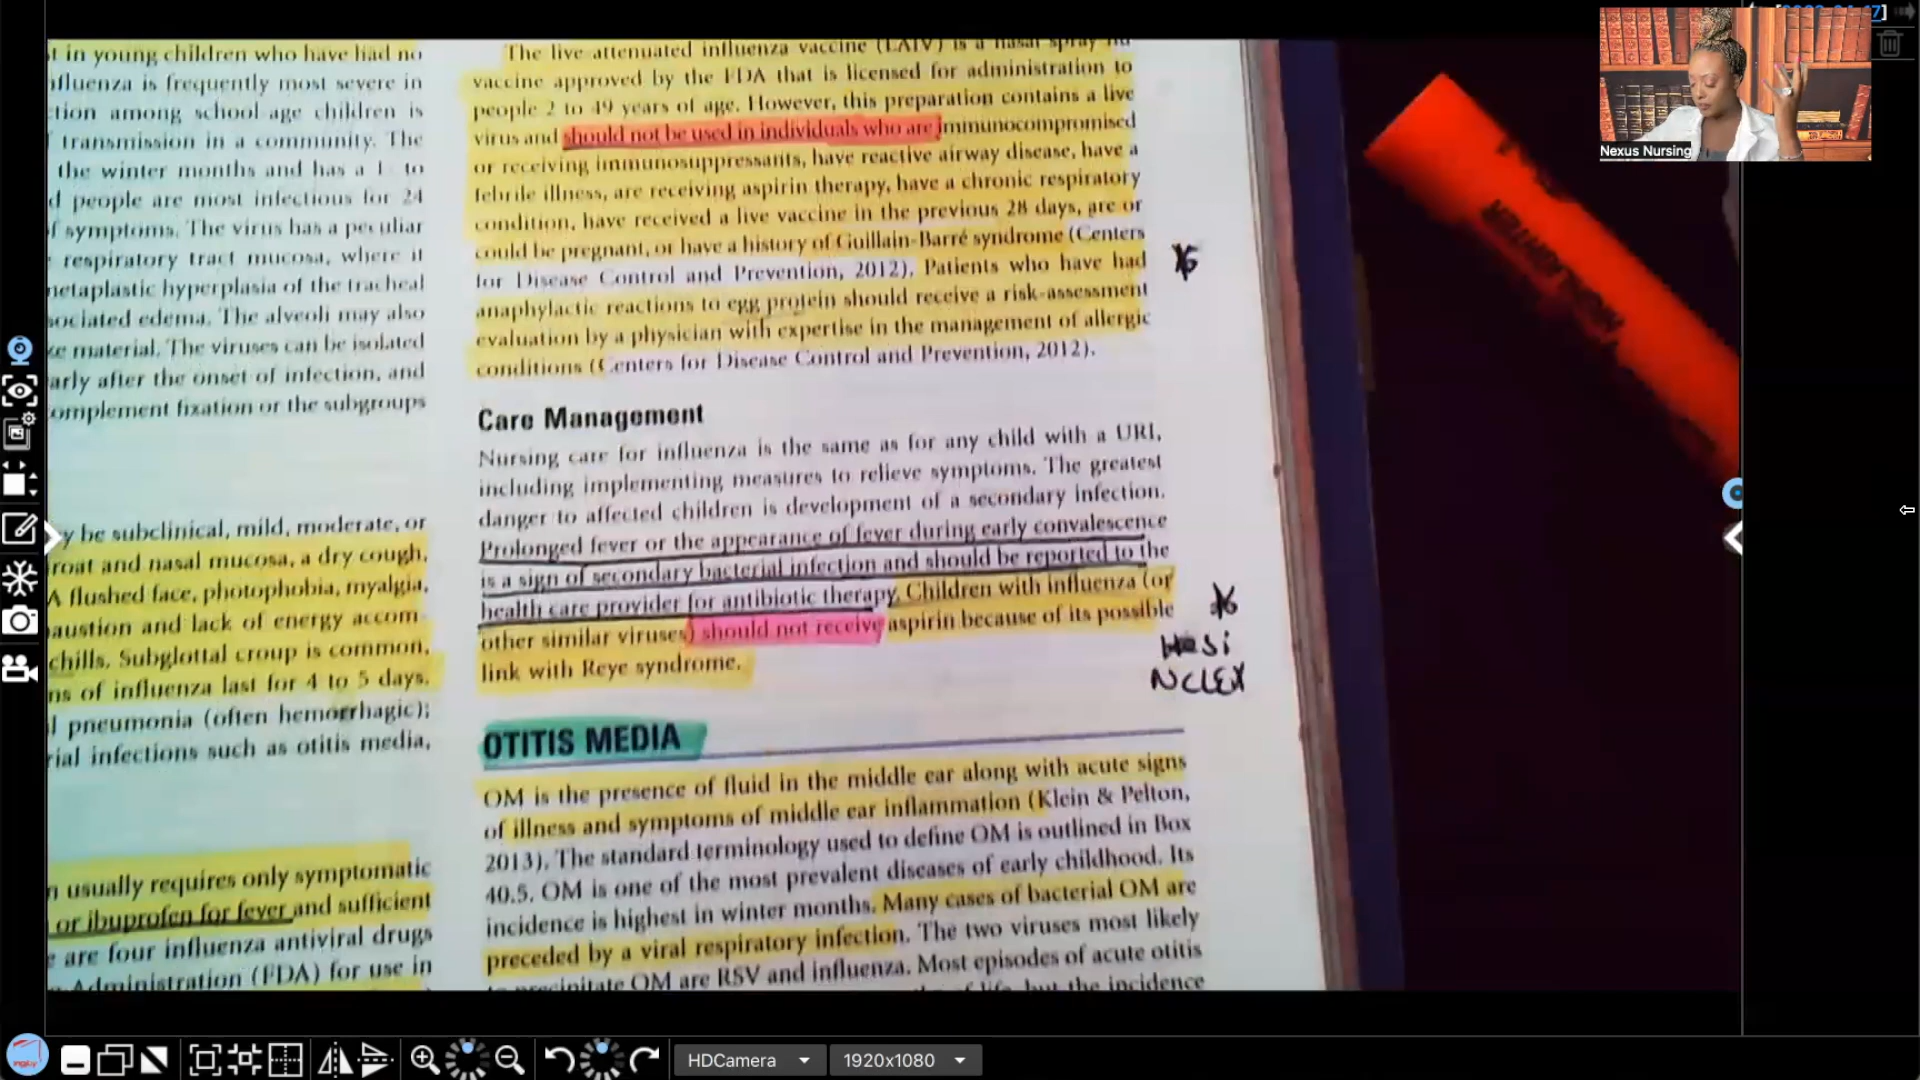 t in young children who have had no
nfluenza is frequently most severe in
ction among school-age children is
transmission in a community. The
the winter months and has a 1- to
d people are most infectious for 24
f symptoms. The virus has a peculiar
respiratory tract mucosa, where it
metaplastic hyperplasia of the tracheal
sociated edema. The alveoli may also
ke material. The viruses can be isolated
arly after the onset of infection, and
omplement fixation or the subgroups
y be subclinical, mild, moderate, or
roat and nasal mucosa, a dry cough,
A flushed face, photophobia, myalgia,
haustion and lack of energy accom-
chills. Subglottal croup is common,
ns of influenza last for 4 to 5 days.
l pneumonia (often hemorrhagic);
rial infections such as otitis media,
n usually requires only symptomatic
or ibuprofen for fever and sufficient
e are four influenza antiviral drugs
Administration (FDA) for use in
The live attenuated influenza vaccine (LAIV) is a nasal spray flu
vaccine approved by the FDA that is licensed for administration to
people 2 to 49 years of age. However, this preparation contains a live
virus and should not be used in individuals who are immunocompromised
or receiving immunosuppressants, have reactive airway disease, have a
febrile illness, are receiving aspirin therapy, have a chronic respiratory
condition, have received a live vaccine in the previous 28 days, are or
could be pregnant, or have a history of Guillain-Barré syndrome (Centers
for Disease Control and Prevention, 2012). Patients who have had
anaphylactic reactions to egg protein should receive a risk-assessment
evaluation by a physician with expertise in the management of allergic
conditions (Centers for Disease Control and Prevention, 2012).
Care Management
Nursing care for influenza is the same as for any child with a URI,
including implementing measures to relieve symptoms. The greatest
danger to affected children is development of a secondary infection.
Prolonged fever or the appearance of fever during early convalescence
is a sign of secondary bacterial infection and should be reported to the
health care provider for antibiotic therapy. Children with influenza (or
other similar viruses) should not receive aspirin because of its possible
link with Reye syndrome.
Hesi
NCLEX
OTITIS MEDIA
OM is the presence of fluid in the middle ear along with acute signs
of illness and symptoms of middle ear inflammation (Klein & Pelton,
2013). The standard terminology used to define OM is outlined in Box
40.5. OM is one of the most prevalent diseases of early childhood. Its
incidence is highest in winter months. Many cases of bacterial OM are
preceded by a viral respiratory infection. The two viruses most likely
to precipitate OM are RSV and influenza. Most episodes of acute otitis
of life, but the incidence
HIGHLIGHTER
Nexus Nursing
HDCamera
1920x1080